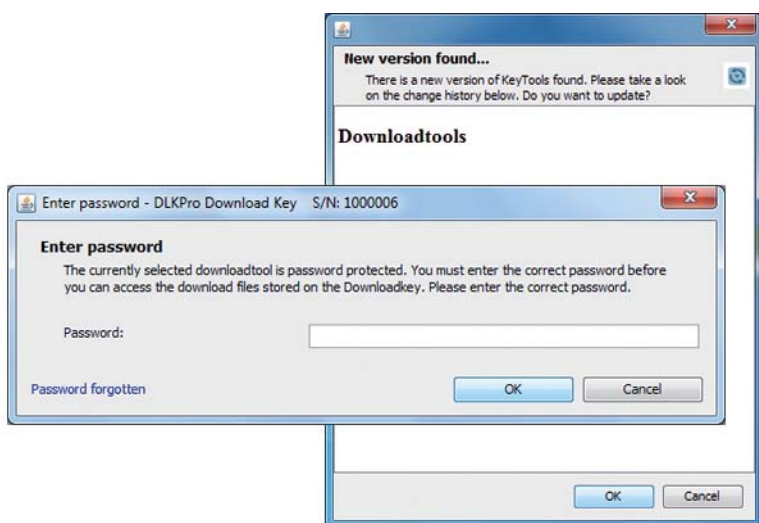 New version found...
There is a new version of KeyTools found. Please take a look
on the change history below. Do you want to update?
Downloadtools
Enter password - DLKPro Download Key S/N: 1000006
Enter password
The currently selected downloadtool is password protected. You must enter the correct password before
you can access the download files stored on the Downloadkey. Please enter the correct password.
Password:
Password forgotten
OK
Cancel
OK
Cancel